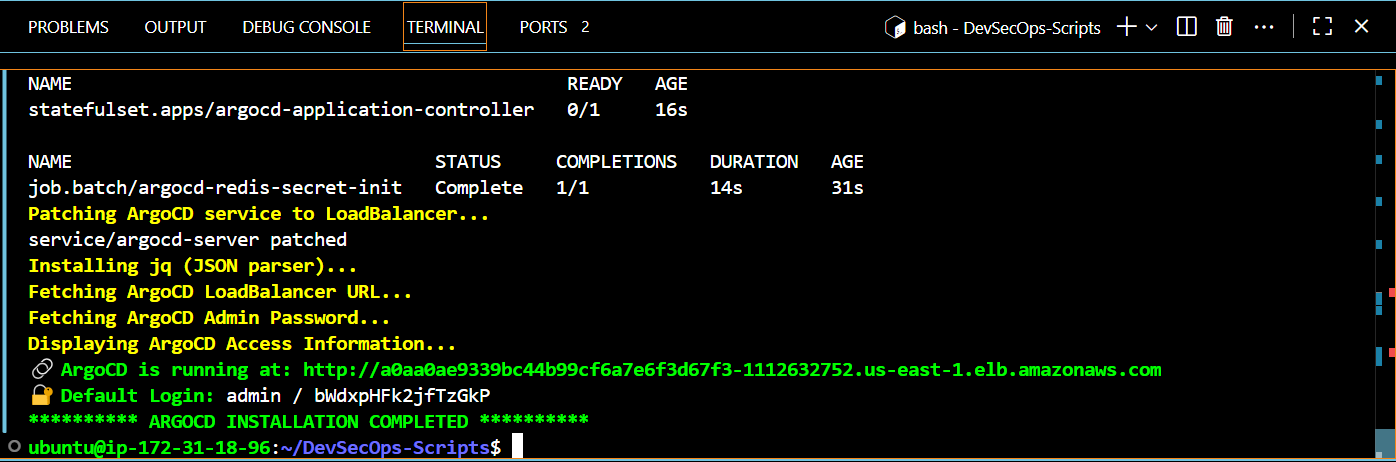 PROBLEMS OUTPUT DEBUG CONSOLE TERMINAL PORTS 2 bash - DevSecOps-Scripts
NAME READY AGE
statefulset.apps/argocd-application-controller 0/1 16s
NAME STATUS COMPLETIONS DURATION AGE
job.batch/argocd-redis-secret-init Complete 1/1 14s 31s
Patching ArgoCD service to LoadBalancer...
service/argocd-server patched
Installing jq (JSON parser)...
Fetching ArgoCD LoadBalancer URL...
Fetching ArgoCD Admin Password...
Displaying ArgoCD Access Information...
🔗 ArgoCD is running at: http://a0aa0ae9339bc44b99cf6a7e6f3d67f3-1112632752.us-east-1.elb.amazonaws.com
🔐 Default Login: admin / bWdxpHFk2jfTzGkP
********** ARGOCD INSTALLATION COMPLETED **********
ubuntu@ip-172-31-18-96:~/DevSecOps-Scripts$